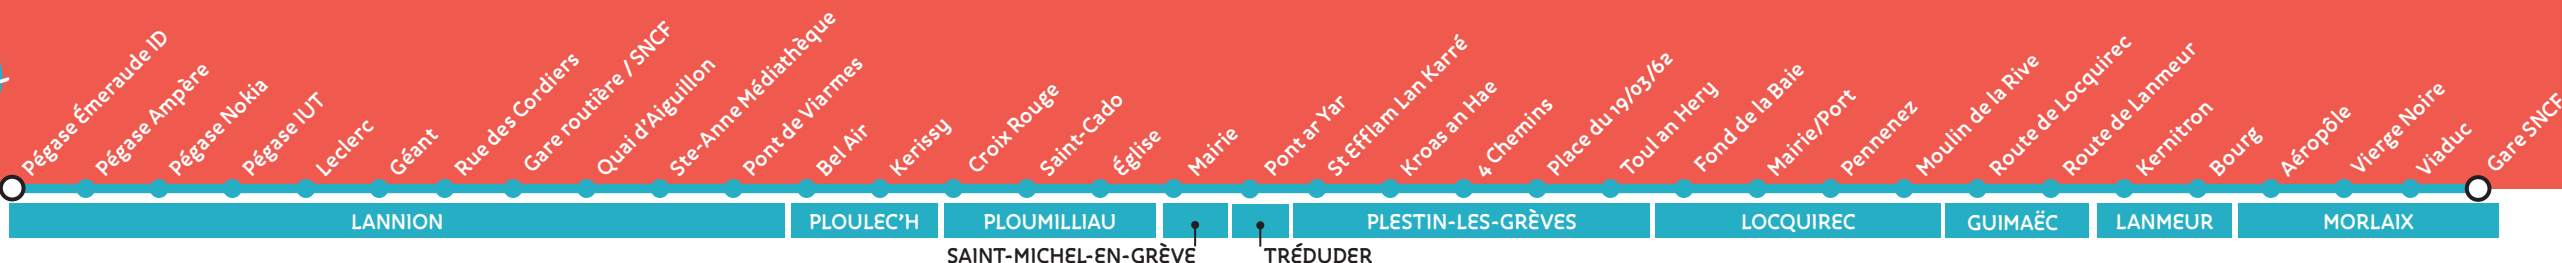 Pégase Émeraude ID
Pégase Ampère
Pégase Nokia
Pégase IUT
Leclerc
Géant
Rue des Cordiers
Gare routière / SNCF
Quai d'Aiguillon
Ste-Anne Médiathèque
Pont de Viarmes
Bel Air
Kerissy
Croix Rouge
Saint-Cado
Église
Mairie
Pont ar Yar
St Efflam Lan Karré
Kroas an Hae
4 Chemins
Place du 19/03/62
Toul an Hery
Fond de la Baie
Mairie/Port
Pennenez
Moulin de la Rive
Route de Locquirec
Route de Lanmeur
Kernitron
Bourg
Aéropôle
Vierge Noire
Viaduc
Gare SNCF
LANNION
PLOULEC'H
PLOUMILLIAU
SAINT-MICHEL-EN-GRÈVE
TRÉDUDER
PLESTIN-LES-GRÈVES
LOCQUIREC
GUIMAËC
LANMEUR
MORLAIX